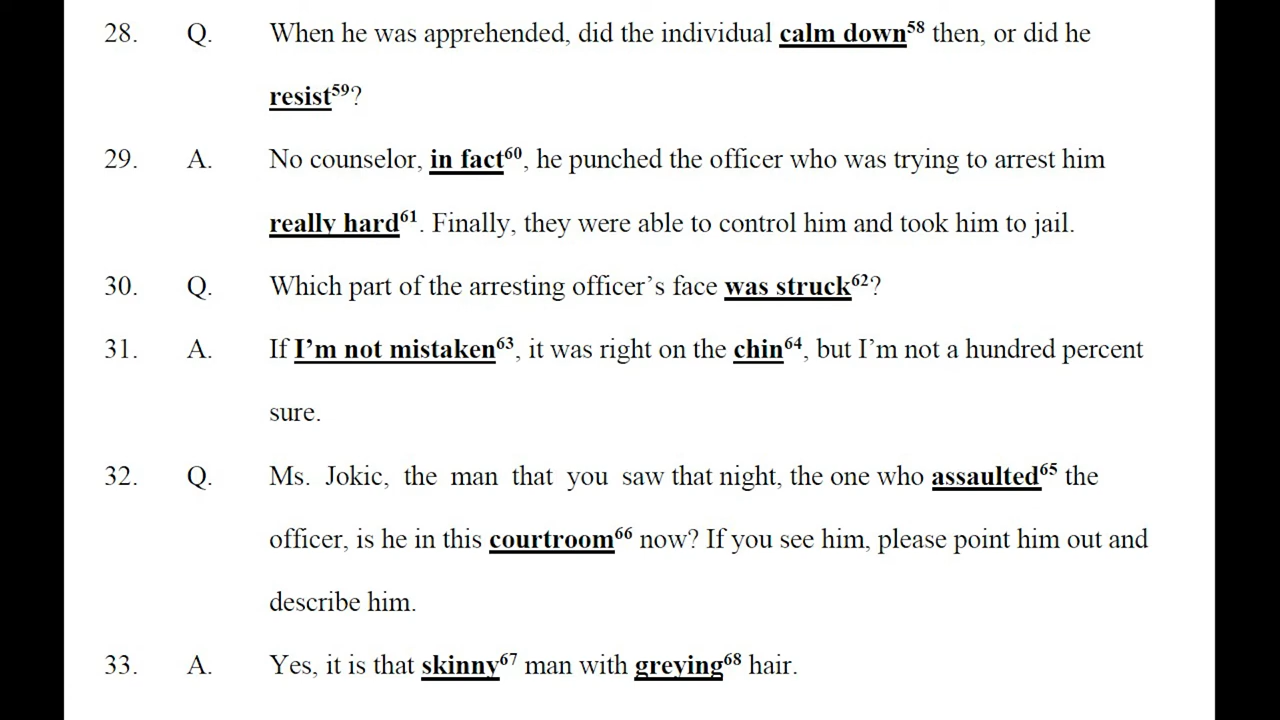 28. Q. When he was apprehended, did the individual calm down58 then, or did he
resist59?
29. A. No counselor, in fact60, he punched the officer who was trying to arrest him
really hard61. Finally, they were able to control him and took him to jail.
30. Q. Which part of the arresting officer’s face was struck62?
31. A. If I’m not mistaken63, it was right on the chin64, but I’m not a hundred percent
sure.
32. Q. Ms. Jokic, the man that you saw that night, the one who assaulted65 the
officer, is he in this courtroom66 now? If you see him, please point him out and
describe him.
33. A. Yes, it is that skinny67 man with greying68 hair.